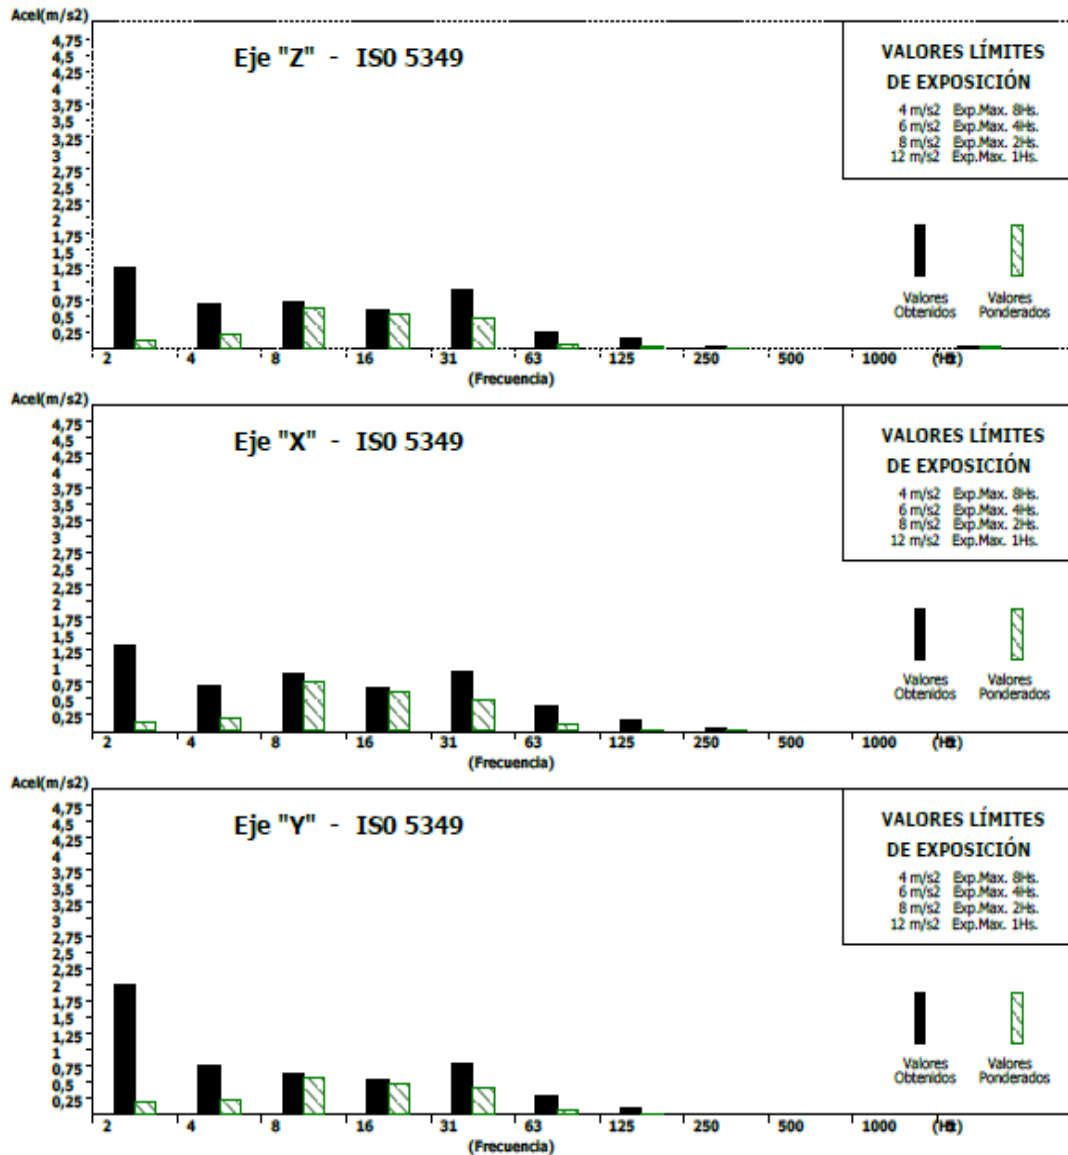 Acel(m/s2)
Eje "Z" - IS0 5349
4,75
4,5
4,25
4
3,75
3,5
3,25
3
2,75
2,5
2,25
2
1,75
1,5
1,25
1
0,75
0,5
0,25
VALORES LÍMITES
DE EXPOSICIÓN
4 m/s2 Exp.Max. 8Hs.
6 m/s2 Exp.Max. 4Hs.
8 m/s2 Exp.Max. 2Hs.
12 m/s2 Exp.Max. 1Hs.
Valores Valores
Obtenidos Ponderados
2 4 8 16 31 63 125 250 500 1000
(Frecuencia)
Acel(m/s2)
Eje "X" - IS0 5349
4,75
4,5
4,25
4
3,75
3,5
3,25
3
2,75
2,5
2,25
2
1,75
1,5
1,25
1
0,75
0,5
0,25
VALORES LÍMITES
DE EXPOSICIÓN
4 m/s2 Exp.Max. 8Hs.
6 m/s2 Exp.Max. 4Hs.
8 m/s2 Exp.Max. 2Hs.
12 m/s2 Exp.Max. 1Hs.
Valores Valores
Obtenidos Ponderados
2 4 8 16 31 63 125 250 500 1000
(Frecuencia)
Acel(m/s2)
Eje "Y" - IS0 5349
4,75
4,5
4,25
4
3,75
3,5
3,25
3
2,75
2,5
2,25
2
1,75
1,5
1,25
1
0,75
0,5
0,25
VALORES LÍMITES
DE EXPOSICIÓN
4 m/s2 Exp.Max. 8Hs.
6 m/s2 Exp.Max. 4Hs.
8 m/s2 Exp.Max. 2Hs.
12 m/s2 Exp.Max. 1Hs.
Valores Valores
Obtenidos Ponderados
2 4 8 16 31 63 125 250 500 1000
(Frecuencia)